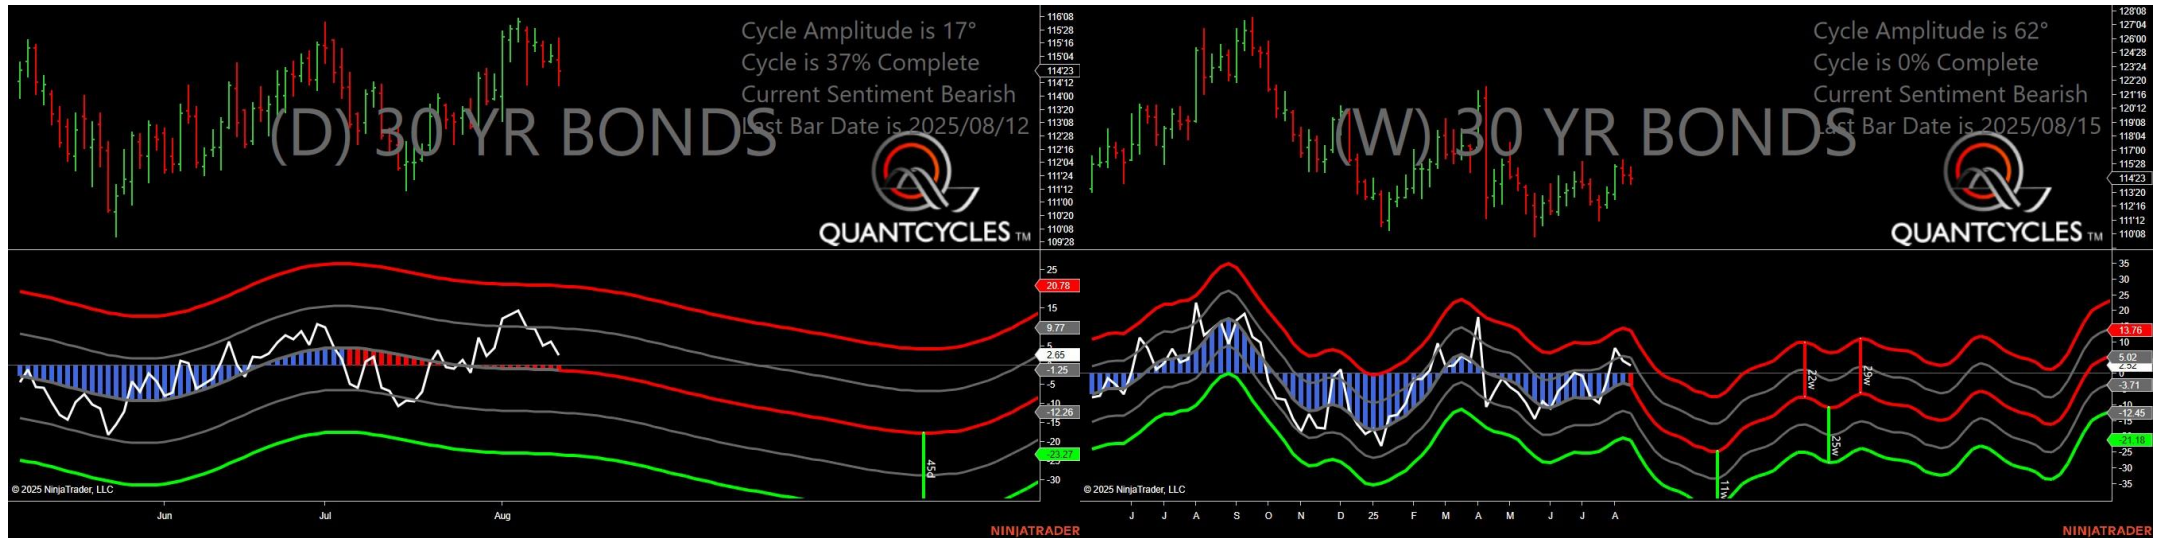 Cycle Amplitude is 17°
Cycle is 37% Complete
Current Sentiment Bearish
Last Bar Date is 2025/08/12
(D) 30 YR BONDS
QUANTCYCLES TM
116'08
115'28
115'16
115'04
114'23
114'12
114'00
113'20
113'08
112'28
112'16
112'04
111'24
111'12
111'00
110'20
110'08
109'28
25
20.78
15
9.77
5
2.65
-1.25
-5
-10
-12.26
-15
-20
-23.27
-30
45d
© 2025 NinjaTrader, LLC
Jun Jul Aug
NINJATRADER
Cycle Amplitude is 62°
Cycle is 0% Complete
Current Sentiment Bearish
Last Bar Date is 2025/08/15
(W) 30 YR BONDS
QUANTCYCLES TM
128'08
127'04
126'00
124'28
123'24
122'20
121'16
120'12
119'08
118'04
117'00
115'28
114'23
113'20
112'16
111'12
110'08
35
30
25
20
13.76
10
5.02
2.52
0
-3.71
-10
-12.45
-15
-21.18
-25
-30
-35
22w
29w
25w
11w
© 2025 NinjaTrader, LLC
J J A S O N D 25 F M A M J J A
NINJATRADER